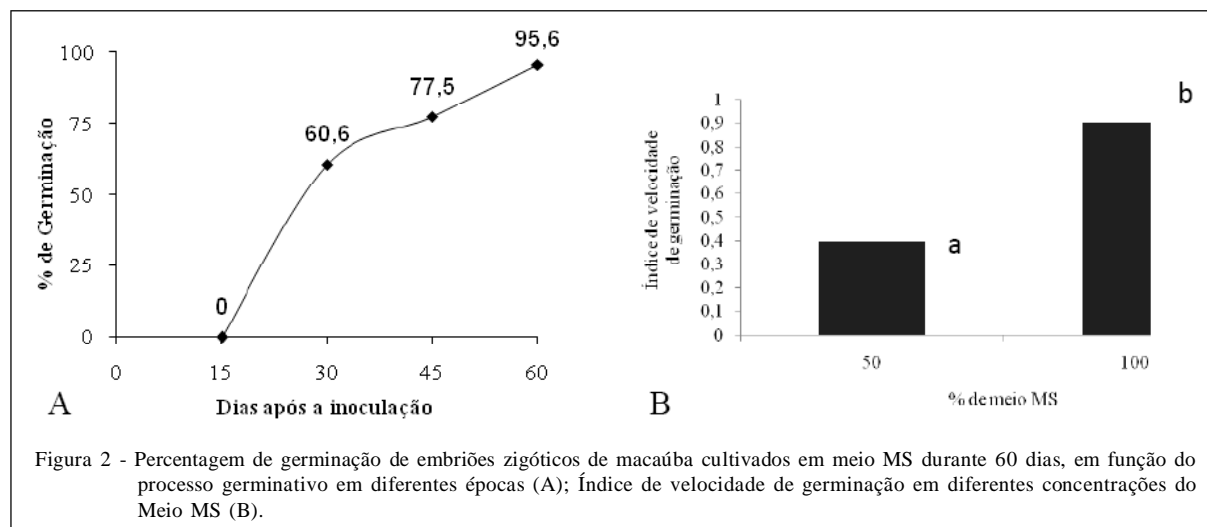 100
75
50
25
0
% de Germinação
0
60,6
77,5
95,6
0
15
30
45
60
Dias após a inoculação
A
Índice de velocidade
de germinação
1
0,9
0,8
0,7
0,6
0,5
0,4
0,3
0,2
0,1
0
a
b
50
100
% de meio MS
B
Figura 2 - Percentagem de germinação de embriões zigóticos de macaúba cultivados em meio MS durante 60 dias, em função do
processo germinativo em diferentes épocas (A); Índice de velocidade de germinação em diferentes concentrações do
Meio MS (B).